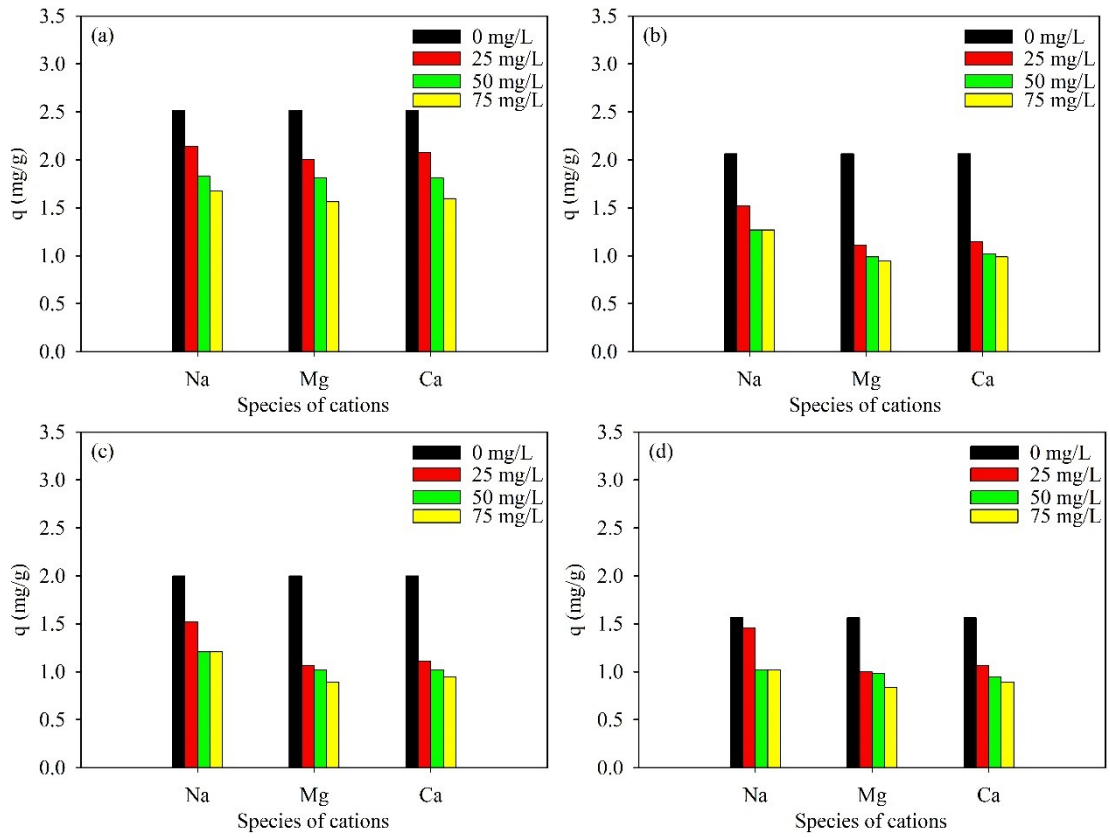 (a)
0 mg/L
25 mg/L
50 mg/L
75 mg/L
3.5
3.0
2.5
2.0
1.5
1.0
0.5
0.0
q (mg/g)
Na Mg Ca
Species of cations
(b)
0 mg/L
25 mg/L
50 mg/L
75 mg/L
3.5
3.0
2.5
2.0
1.5
1.0
0.5
0.0
q (mg/g)
Na Mg Ca
Species of cations
(c)
0 mg/L
25 mg/L
50 mg/L
75 mg/L
3.5
3.0
2.5
2.0
1.5
1.0
0.5
0.0
q (mg/g)
Na Mg Ca
Species of cations
(d)
0 mg/L
25 mg/L
50 mg/L
75 mg/L
3.5
3.0
2.5
2.0
1.5
1.0
0.5
0.0
q (mg/g)
Na Mg Ca
Species of cations